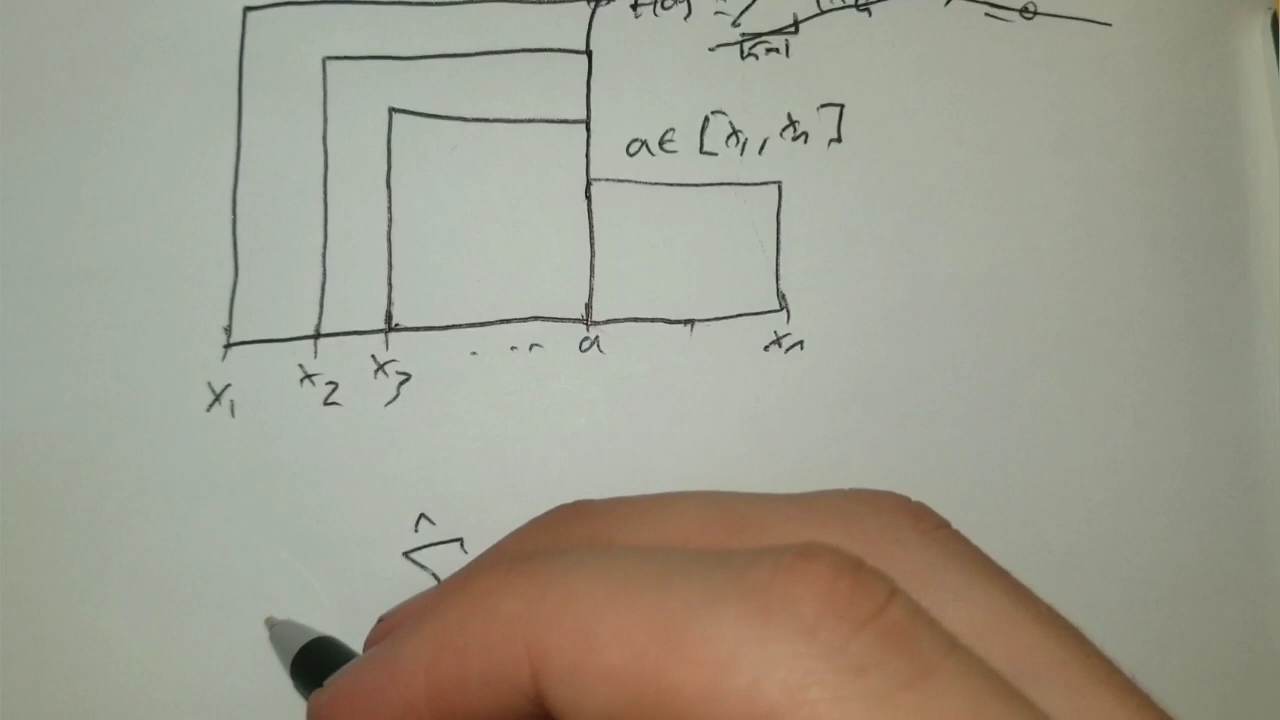 a ∈ [x₁, xₙ]
.... a
xₙ
x₁ x₂ x₃
n
Σ